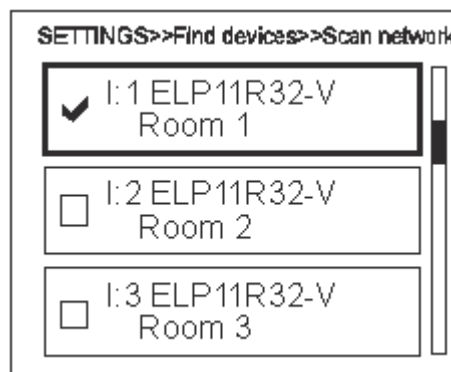 SETTINGS>>Find devices>>Scan network
I:1 ELP11R32-V
Room 1
I:2 ELP11R32-V
Room 2
I:3 ELP11R32-V
Room 3